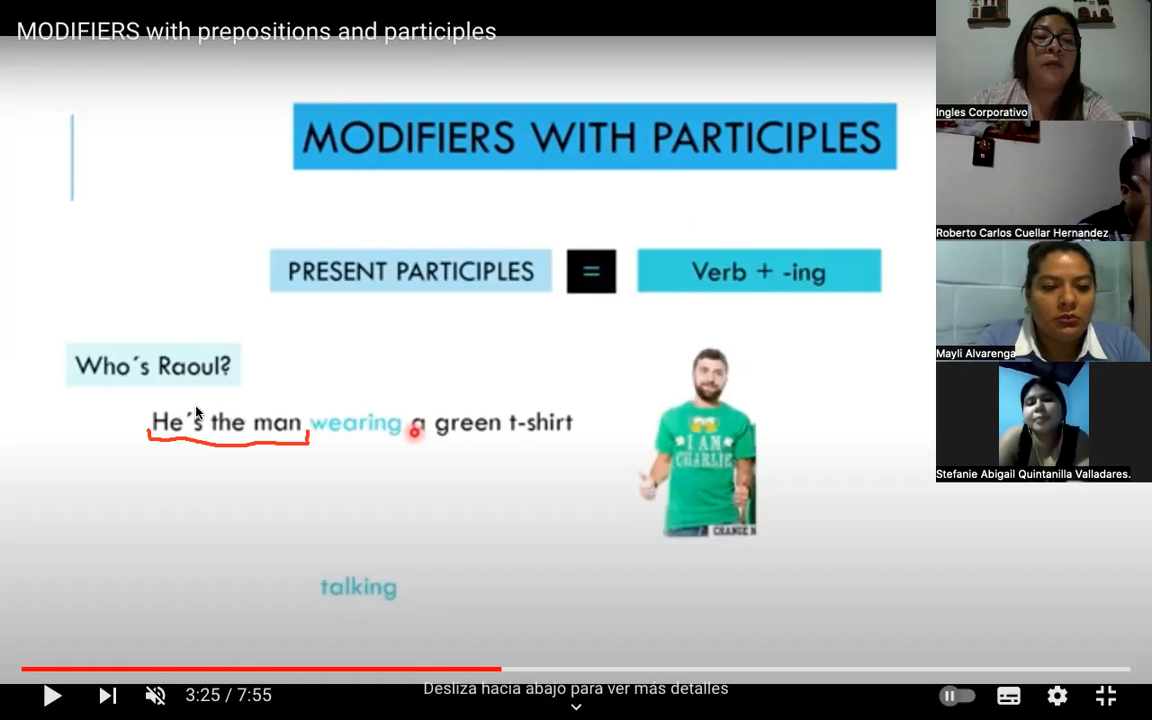 MODIFIERS with prepositions and participles
MODIFIERS WITH PARTICIPLES
PRESENT PARTICIPLES = Verb + -ing
Who´s Raoul?
He´s the man wearing a green t-shirt
I AM
CHARLIE
CHANGE N
talking
3:25 / 7:55
Desliza hacia abajo para ver más detalles
Ingles Corporativo
Roberto Carlos Cuellar Hernandez
Mayli Alvarenga
Stefanie Abigail Quintanilla Valladares.